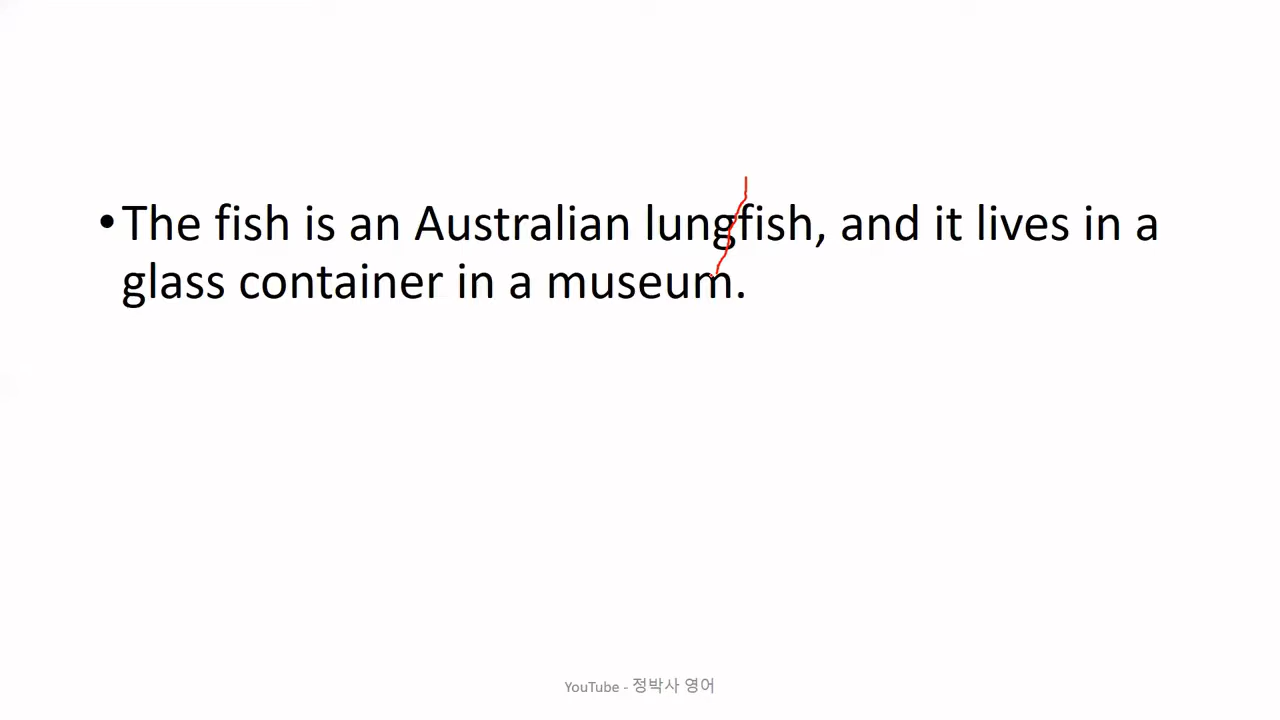 •The fish is an Australian lungfish, and it lives in a
glass container in a museum.
YouTube - 정박사 영어